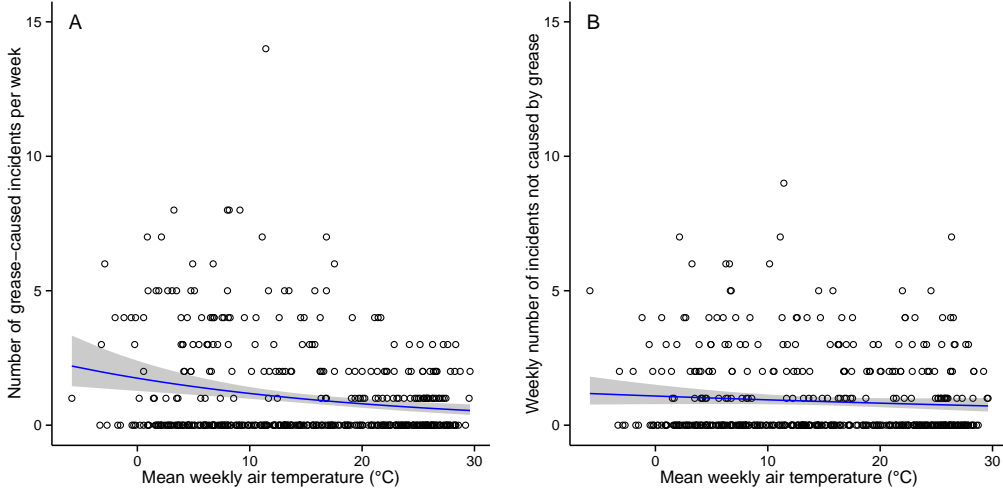 A
15
10
5
0
Number of grease−caused incidents per week
0
10
20
30
Mean weekly air temperature (°C)
B
15
10
5
0
Weekly number of incidents not caused by grease
0
10
20
30
Mean weekly air temperature (°C)